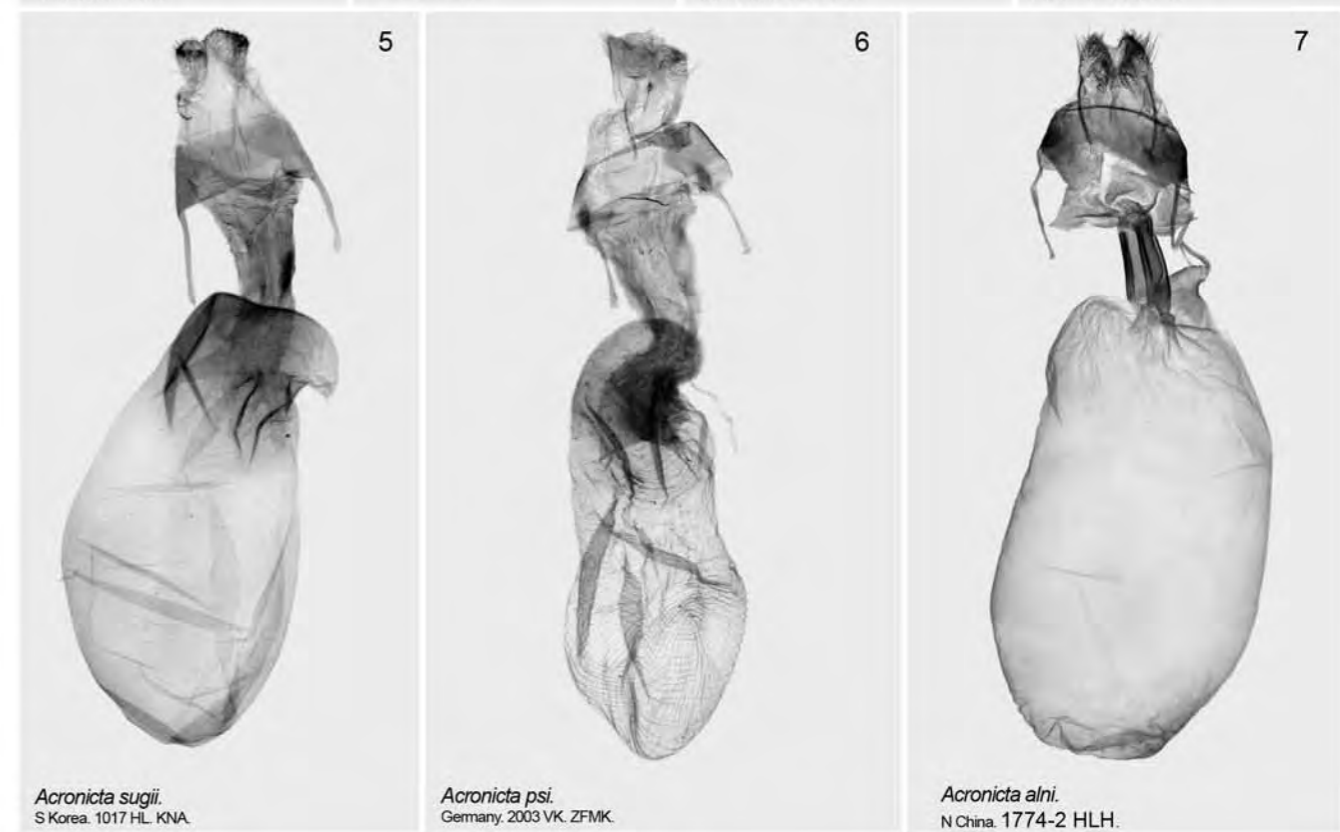 5
6
7
Acronicta sugii.
S Korea. 1017 HL. KNA.
Acronicta psi.
Germany. 2003 VK. ZFMK.
Acronicta alni.
N China. 1774-2 HLH.